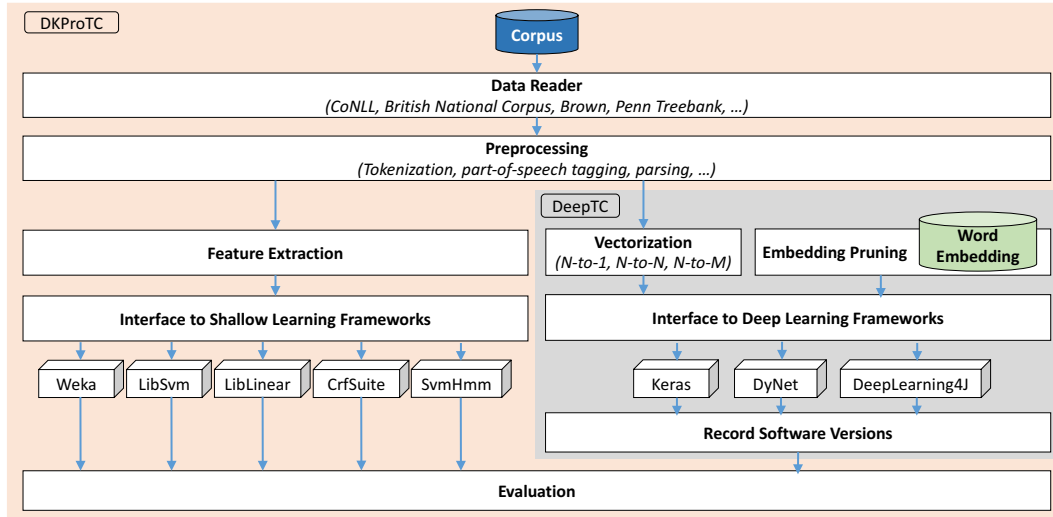 DKProTC
Corpus
Data Reader
(CoNLL, British National Corpus, Brown, Penn Treebank, …)
Preprocessing
(Tokenization, part-of-speech tagging, parsing, …)
DeepTC
Feature Extraction
Vectorization
(N-to-1, N-to-N, N-to-M)
Embedding Pruning
Word
Embedding
Interface to Shallow Learning Frameworks
Interface to Deep Learning Frameworks
Weka
LibSvm
LibLinear
CrfSuite
SvmHmm
Keras
DyNet
DeepLearning4J
Record Software Versions
Evaluation